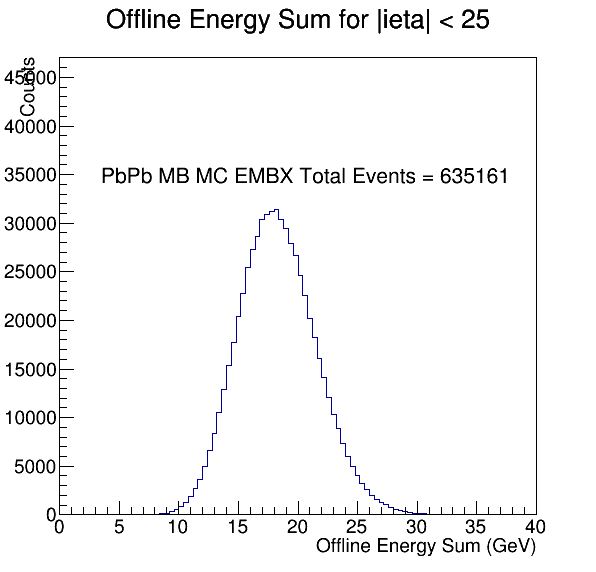 Offline Energy Sum for |ieta| < 25
Counts
45000
40000
PbPb MB MC EMBX Total Events = 635161
35000
30000
25000
20000
15000
10000
5000
0
0 5 10 15 20 25 30 35 40
Offline Energy Sum (GeV)